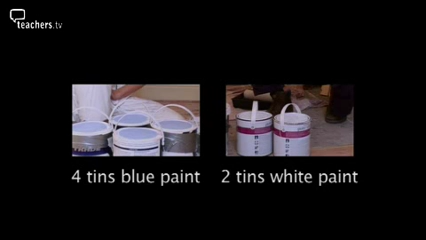 teachers.tv
4 tins blue paint
2 tins white paint